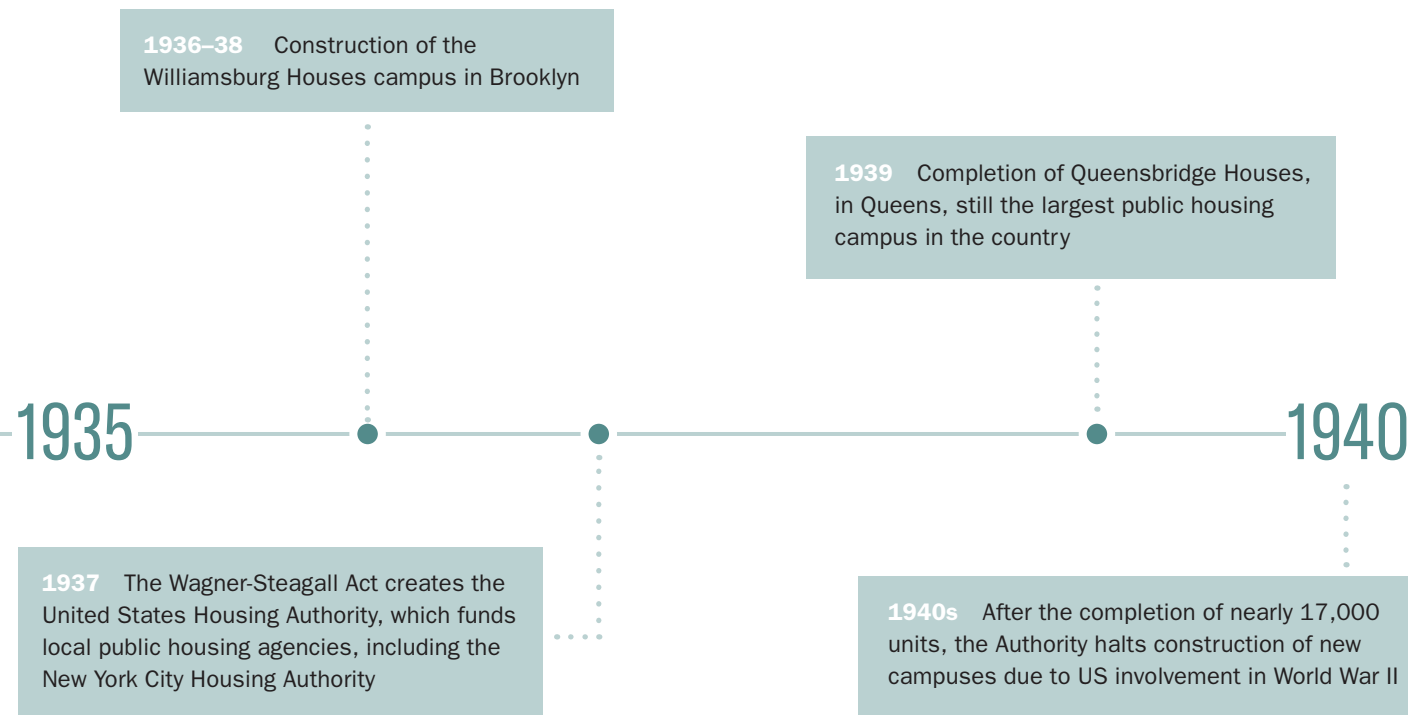 1936–38 Construction of the
Williamsburg Houses campus in Brooklyn
1939 Completion of Queensbridge Houses,
in Queens, still the largest public housing
campus in the country
1935
1940
1937 The Wagner-Steagall Act creates the
United States Housing Authority, which funds
local public housing agencies, including the
New York City Housing Authority
1940s After the completion of nearly 17,000
units, the Authority halts construction of new
campuses due to US involvement in World War II